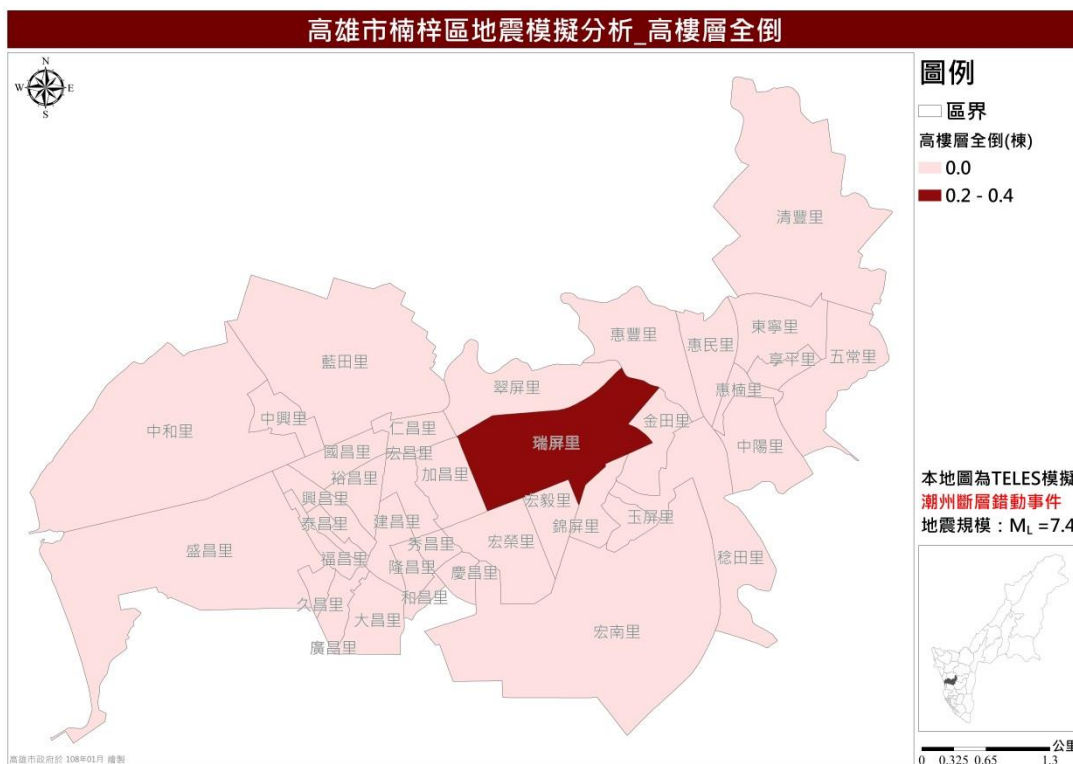 高雄市楠梓區地震模擬分析_高樓層全倒
N
W
E
S
圖例
區界
高樓層全倒(棟)
0.0
0.2 - 0.4
清豐里
東寧里
惠豐里
惠民里
享平里
五常里
藍田里
翠屏里
惠楠里
中和里
中興里
仁昌里
金田里
瑞屏里
中陽里
國昌里
宏昌里
裕昌里
加昌里
興昌里
宏毅里
泰昌里
建昌里
錦屏里
玉屏里
盛昌里
福昌里
秀昌里
宏榮里
稔田里
隆昌里
慶昌里
久昌里
和昌里
大昌里
宏南里
廣昌里
本地圖為TELES模擬
潮州斷層錯動事件
地震規模：ML =7.4
公里
0 0.325 0.65 1.3
高雄市政府於 108年01月 繪製